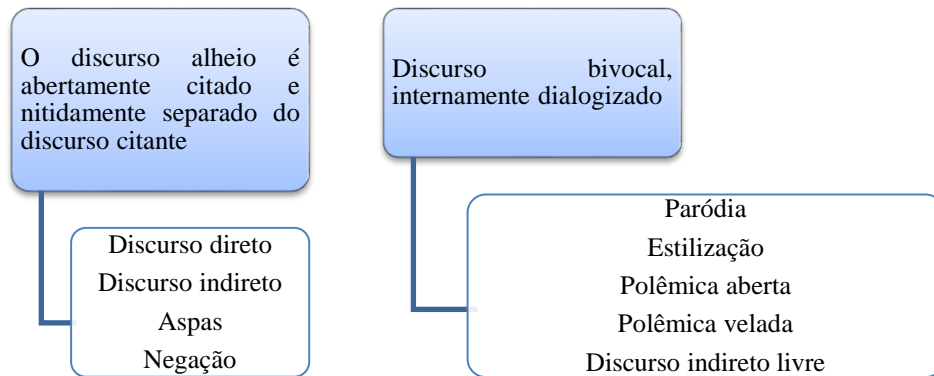 O discurso alheio é
abertamente citado e
nitidamente separado do
discurso citante
Discurso direto
Discurso indireto
Aspas
Negação
Discurso bivocal,
internamente dialogizado
Paródia
Estilização
Polêmica aberta
Polêmica velada
Discurso indireto livre